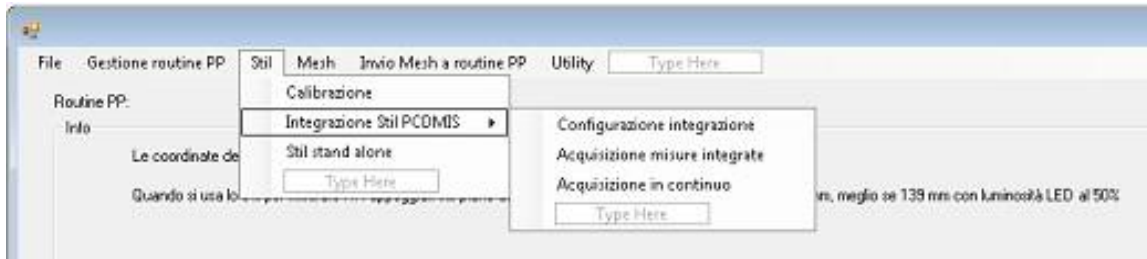 File Gestione routine PP Stil Mesh Invio Mesh a routine PP Utility Type Here
Routine PP:
Calibrazione
Info
Integrazione Stil PCDMIS
Configurazione integrazione
Le coordinate de
Stil stand alone
Acquisizione misure integrate
Type Here
Acquisizione in continuo
Quando si usa lo
m, meglio se 139 mm con luminosità LED al 50%
Type Here